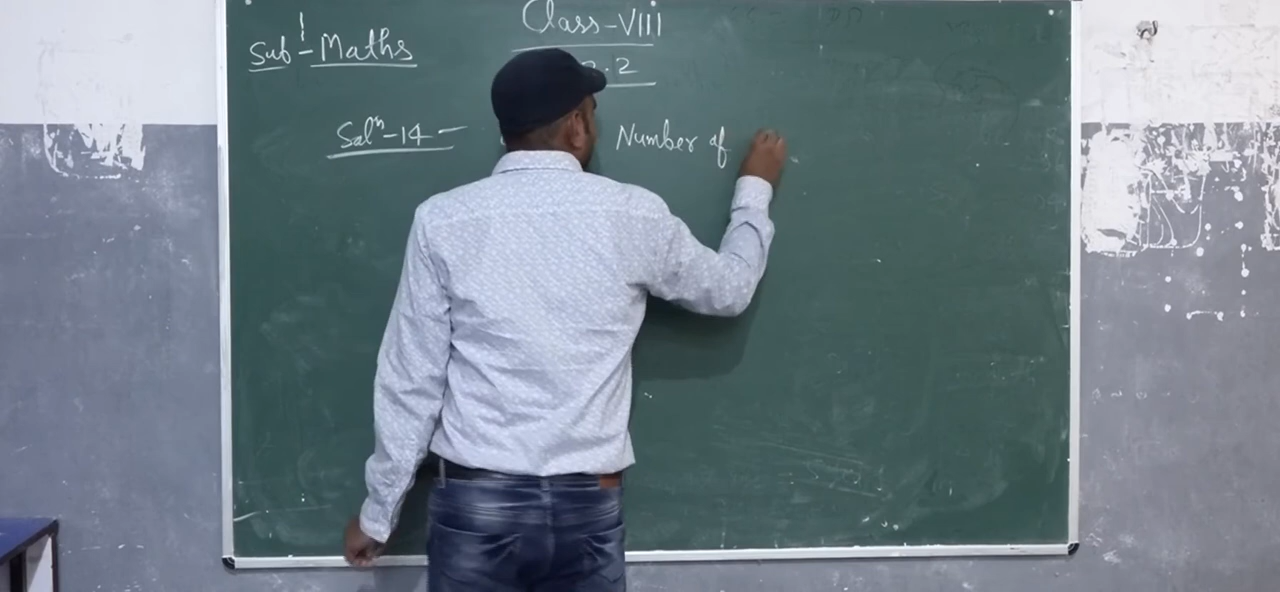 Class-VIII
Sub - Maths
.2
Solⁿ-14- Number of